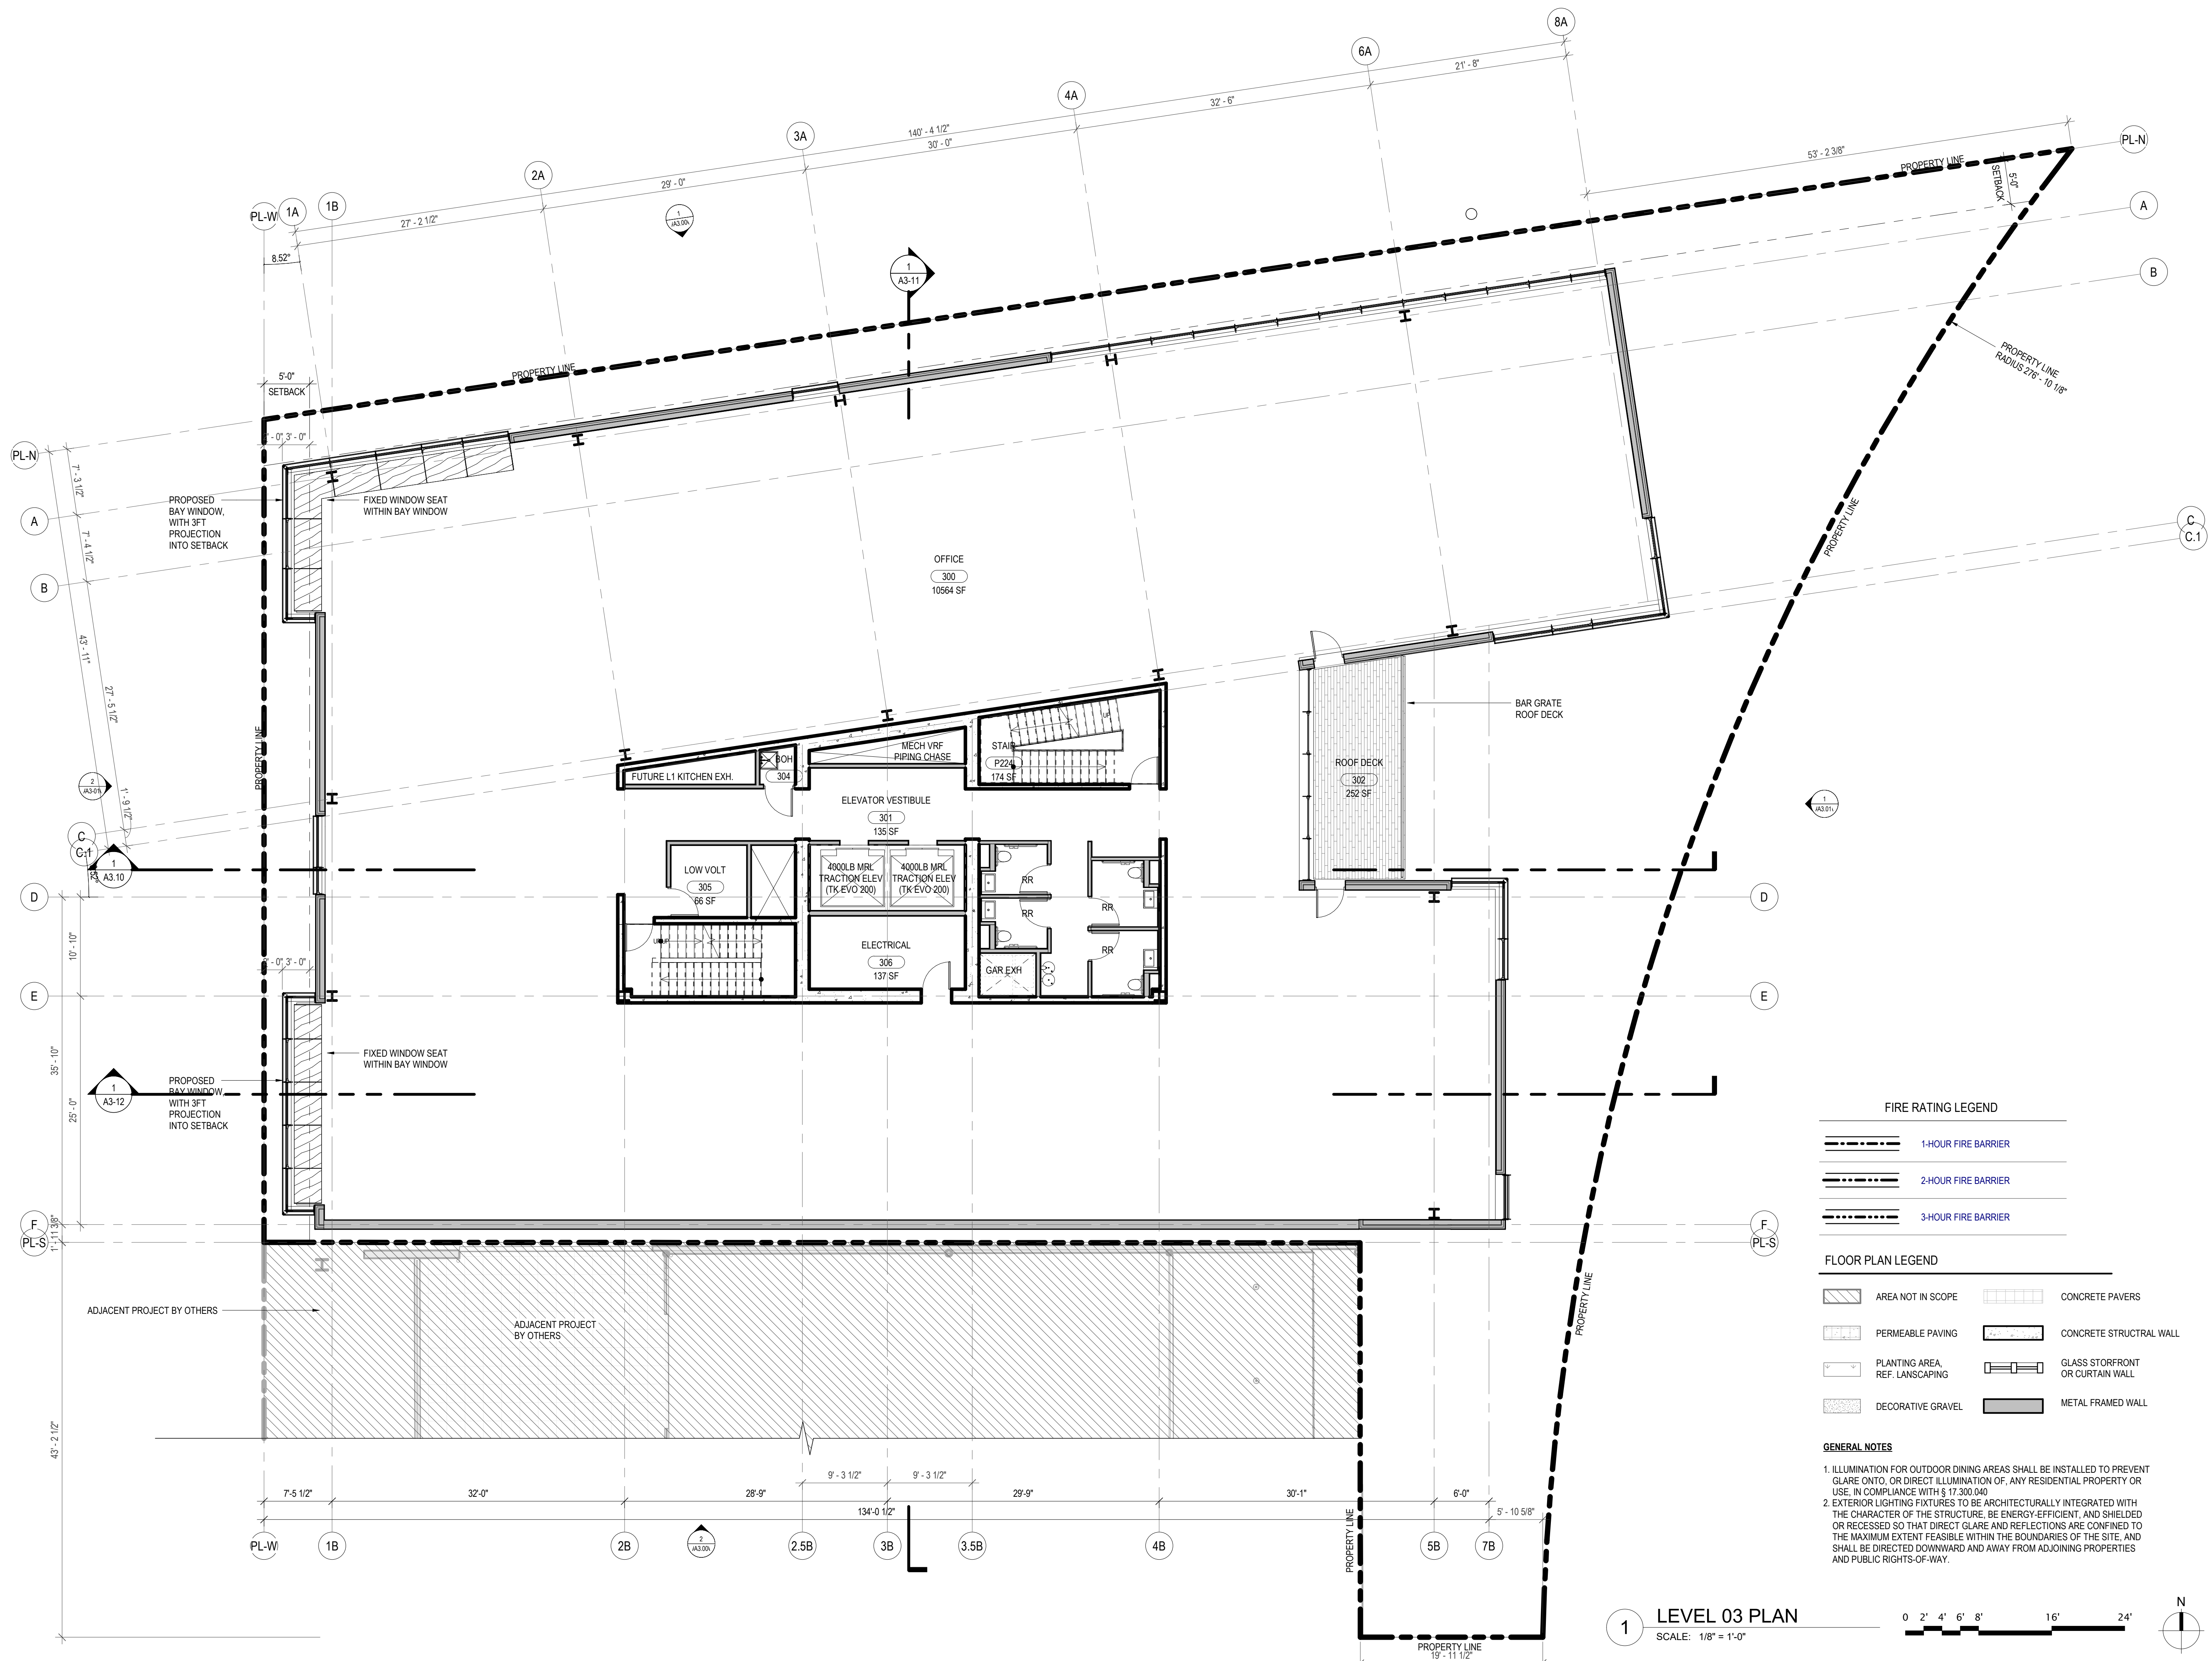 8A
6A
21' - 8"
4A
32' - 6"
140' - 4 1/2"
3A
30' - 0"
2A
29' - 0"
PL-N
53' - 2 3/8"
PROPERTY LINE
5'-0"
SETBACK
PL-W
1A
1B
27' - 2 1/2"
1
A
8.52°
1
A3-11
B
PROPERTY LINE
RADIUS 276' - 10 1/8"
PROPERTY LINE
5'-0"
SETBACK
3' - 0"
PL-N
7' - 3 1/2"
PROPOSED
BAY WINDOW,
WITH 3FT
PROJECTION
INTO SETBACK
FIXED WINDOW SEAT
WITHIN BAY WINDOW
A
7' - 4 1/2"
B
PROPERTY LINE
C
C.1
OFFICE
300
10564 SF
43' - 11"
27' - 5 1/2"
PROPERTY LINE
BAR GRATE
ROOF DECK
UP
MECH VRF
PIPING CHASE
STAIR
P224
174 SF
BOH
304
FUTURE L1 KITCHEN EXH.
ROOF DECK
302
252 SF
2
1' - 9 1/2"
ELEVATOR VESTIBULE
301
135 SF
1
C
C.1
1
A3.10
LOW VOLT
305
66 SF
4000LB MRL
TRACTION ELEV
(TK EVO 200)
4000LB MRL
TRACTION ELEV
(TK EVO 200)
RR
RR
RR
RR
D
D
10' - 10"
ELECTRICAL
306
137 SF
GAR EXH
3' - 0"
E
E
35' - 10"
25' - 0"
FIXED WINDOW SEAT
WITHIN BAY WINDOW
PROPOSED
BAY WINDOW,
WITH 3FT
PROJECTION
INTO SETBACK
1
A3-12
F
PL-S
1' - 11 3/8"
F
PL-S
ADJACENT PROJECT BY OTHERS
ADJACENT PROJECT
BY OTHERS
PROPERTY LINE
43' - 2 1/2"
9' - 3 1/2"
9' - 3 1/2"
7'-5 1/2"
32'-0"
28'-9"
29'-9"
30'-1"
6'-0"
134'-0 1/2"
5' - 10 5/8"
PL-W
1B
2B
2
2.5B
3B
3.5B
4B
5B
7B
PROPERTY LINE
PROPERTY LINE
19' - 11 1/2"
FIRE RATING LEGEND
1-HOUR FIRE BARRIER
2-HOUR FIRE BARRIER
3-HOUR FIRE BARRIER
FLOOR PLAN LEGEND
AREA NOT IN SCOPE
CONCRETE PAVERS
PERMEABLE PAVING
CONCRETE STRUCTRAL WALL
PLANTING AREA,
REF. LANSCAPING
GLASS STORFRONT
OR CURTAIN WALL
DECORATIVE GRAVEL
METAL FRAMED WALL
GENERAL NOTES
1. ILLUMINATION FOR OUTDOOR DINING AREAS SHALL BE INSTALLED TO PREVENT
GLARE ONTO, OR DIRECT ILLUMINATION OF, ANY RESIDENTIAL PROPERTY OR
USE, IN COMPLIANCE WITH § 17.300.040
2. EXTERIOR LIGHTING FIXTURES TO BE ARCHITECTURALLY INTEGRATED WITH
THE CHARACTER OF THE STRUCTURE, BE ENERGY-EFFICIENT, AND SHIELDED
OR RECESSED SO THAT DIRECT GLARE AND REFLECTIONS ARE CONFINED TO
THE MAXIMUM EXTENT FEASIBLE WITHIN THE BOUNDARIES OF THE SITE, AND
SHALL BE DIRECTED DOWNWARD AND AWAY FROM ADJOINING PROPERTIES
AND PUBLIC RIGHTS-OF-WAY.
1
LEVEL 03 PLAN
SCALE: 1/8" = 1'-0"
0 2' 4' 6' 8' 16' 24'
N